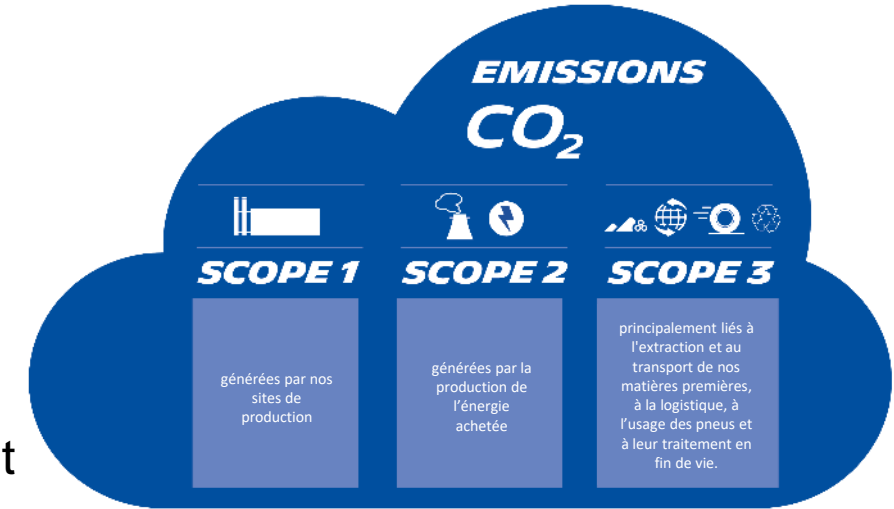 EMISSIONS
CO₂
SCOPE 1
SCOPE 2
SCOPE 3
générées par nos
sites de
production
générées par la
production de
l’énergie
achetée
principalement liés à
l'extraction et au
transport de nos
matières premières,
à la logistique, à
l’usage des pneus et
à leur traitement en
fin de vie.
t